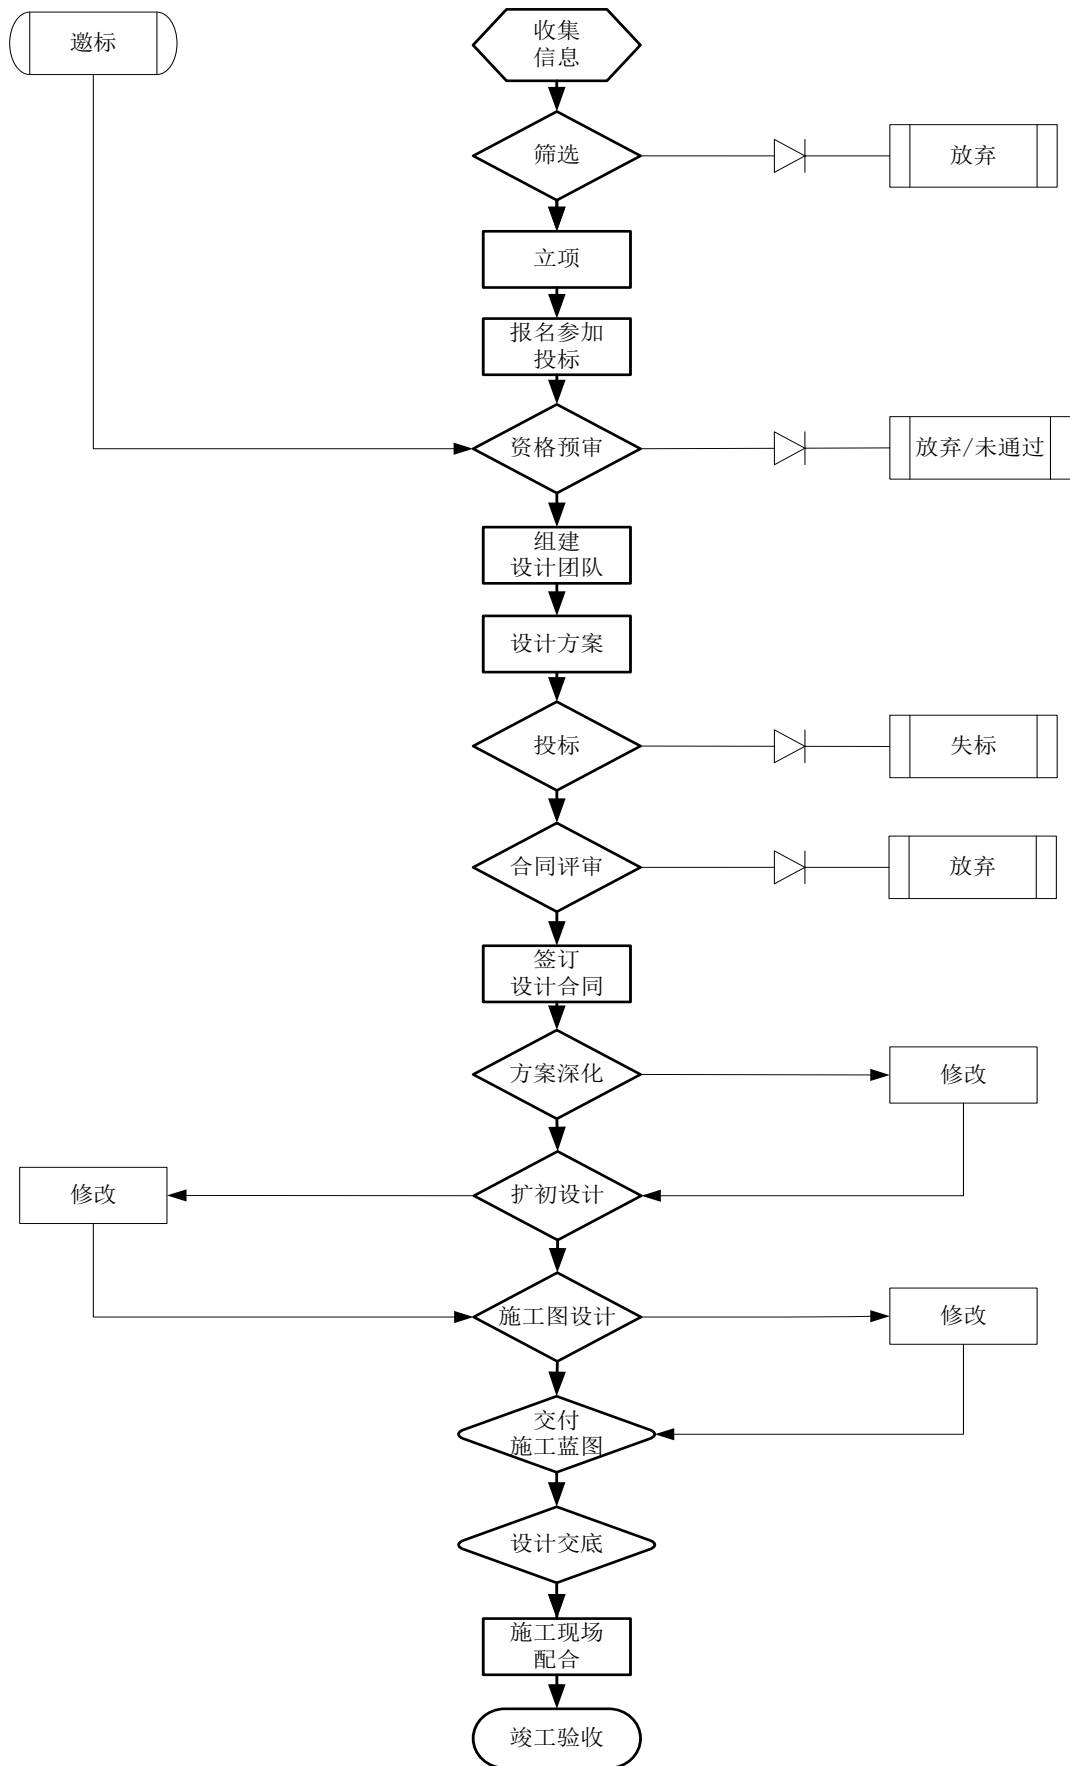 邀标
收集
信息
筛选
放弃
立项
报名参加
投标
资格预审
放弃/未通过
组建
设计团队
设计方案
投标
失标
合同评审
放弃
签订
设计合同
方案深化
修改
修改
扩初设计
施工图设计
修改
交付
施工蓝图
设计交底
施工现场
配合
竣工验收